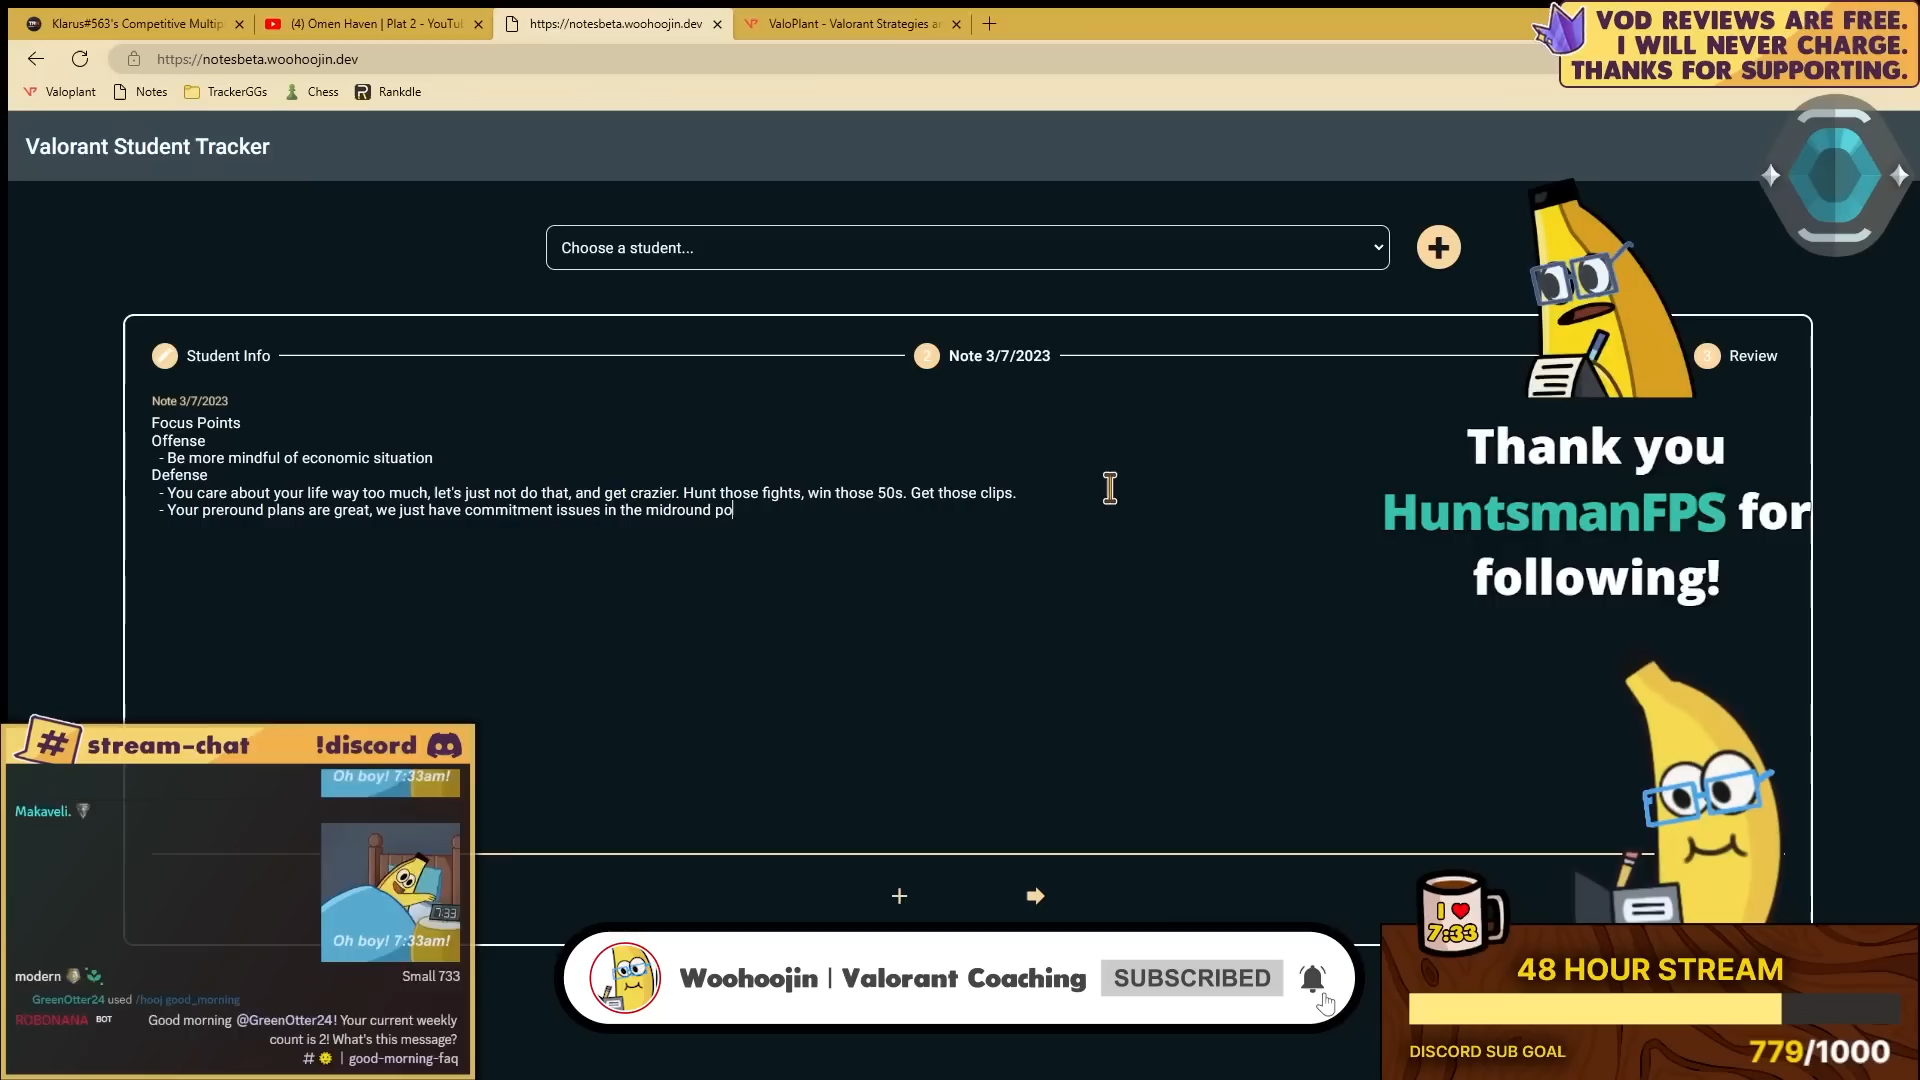 Klarus#563's Competitive Multip
(4) Omen Haven | Plat 2 - YouTu
https://notesbeta.woohoojin.dev
ValoPlant - Valorant Strategies a
https://notesbeta.woohoojin.dev
Valoplant
Notes
TrackerGGs
Chess
Rankdle
VOD REVIEWS ARE FREE.
I WILL NEVER CHARGE.
THANKS FOR SUPPORTING.
Valorant Student Tracker
Choose a student...
Student Info
2 Note 3/7/2023
3 Review
Note 3/7/2023
Focus Points
Offense
- Be more mindful of economic situation
Defense
- You care about your life way too much, let's just not do that, and get crazier. Hunt those fights, win those 50s. Get those clips.
- Your preround plans are great, we just have commitment issues in the midround po
Thank you
HuntsmanFPS for
following!
# stream-chat
!discord
Oh boy! 7:33am!
Makaveli.
7:33
Oh boy! 7:33am!
modern
Small 733
GreenOtter24 used /hooj good_morning
ROBONANA BOT
Good morning @GreenOtter24! Your current weekly
count is 2! What's this message?
# | good-morning-faq
Woohoojin | Valorant Coaching
SUBSCRIBED
I
7:33
48 HOUR STREAM
DISCORD SUB GOAL
779/1000